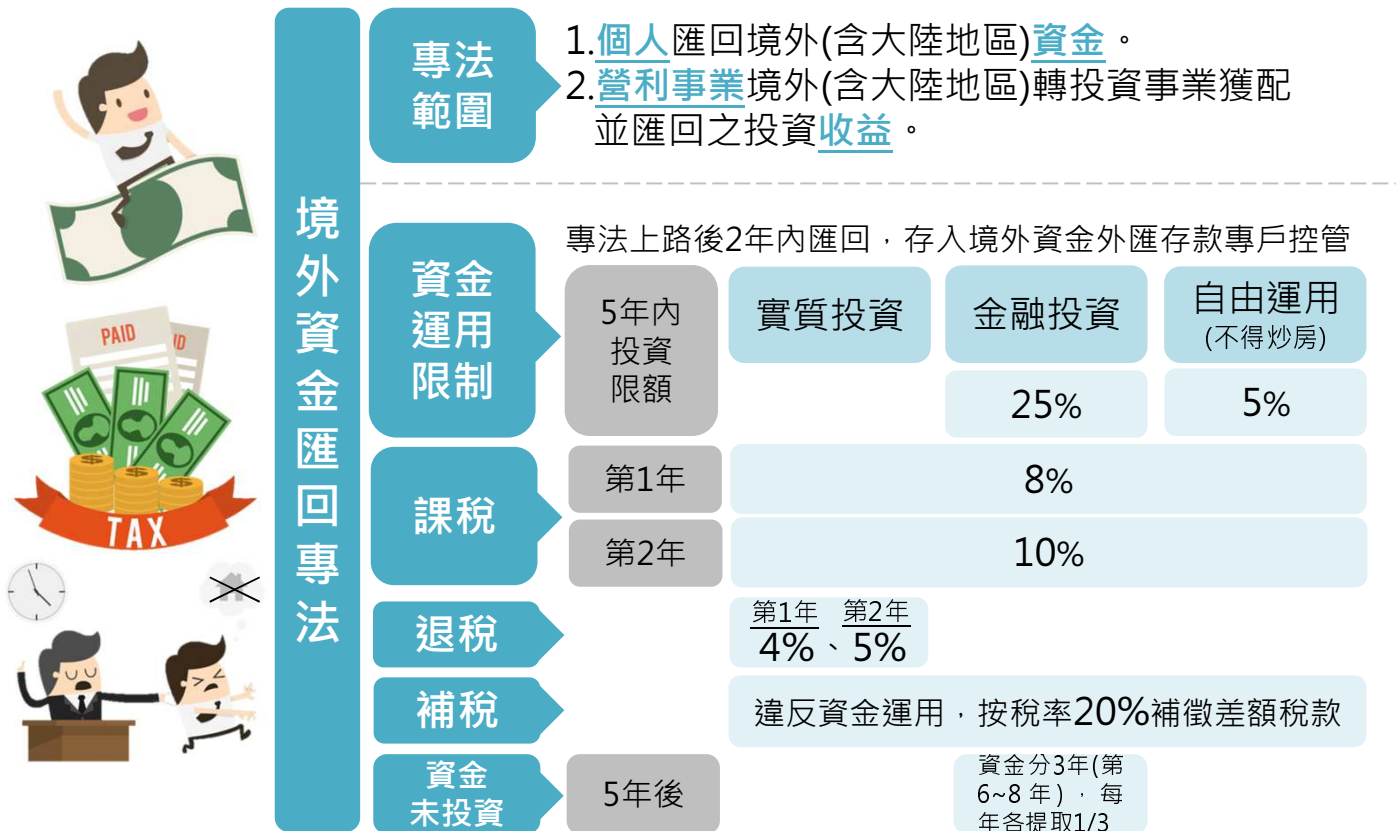 專法
範圍
1.個人匯回境外(含大陸地區)資金。
2.營利事業境外(含大陸地區)轉投資事業獲配
並匯回之投資收益。
境外資金匯回專法
資金
運用
限制
專法上路後2年內匯回，存入境外資金外匯存款專戶控管
5年內
投資
限額
實質投資
金融投資
自由運用
(不得炒房)
25%
5%
課稅
第1年
8%
第2年
10%
退稅
第1年 第2年
4%、5%
補稅
違反資金運用，按稅率20%補徵差額稅款
資金
未投資
5年後
資金分3年(第
6~8年)，每
年各提取1/3
PAID
ID
TAX